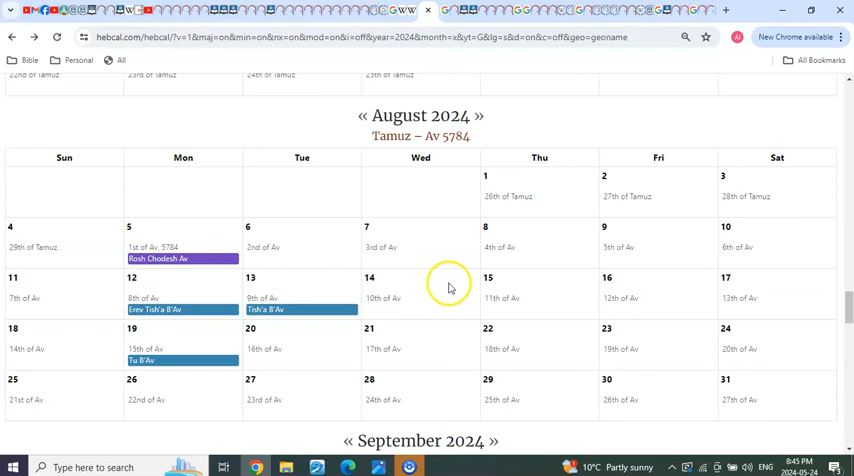 hebcal.com/hebcal/?v=1&maj=on&min=on&nx=on&mod=on&i=off&year=2024&month=x&yt=G&lg=s&d=on&c=off&geo=geoname
AI
New Chrome available
Bible
Personal
All
All Bookmarks
22nd of Tamuz
23rd of Tamuz
24th of Tamuz
25th of Tamuz
« August 2024 »
Tamuz – Av 5784
Sun Mon Tue Wed Thu Fri Sat
1 2 3
26th of Tamuz 27th of Tamuz 28th of Tamuz
4 5 6 7 8 9 10
29th of Tamuz 1st of Av, 5784 2nd of Av 3rd of Av 4th of Av 5th of Av 6th of Av
Rosh Chodesh Av
11 12 13 14 15 16 17
7th of Av 8th of Av 9th of Av 10th of Av 11th of Av 12th of Av 13th of Av
Erev Tish'a B'Av Tish'a B'Av
18 19 20 21 22 23 24
14th of Av 15th of Av 16th of Av 17th of Av 18th of Av 19th of Av 20th of Av
Tu B'Av
25 26 27 28 29 30 31
21st of Av 22nd of Av 23rd of Av 24th of Av 25th of Av 26th of Av 27th of Av
« September 2024 »
Type here to search
10°C Partly sunny
ENG
8:45 PM
2024-05-24